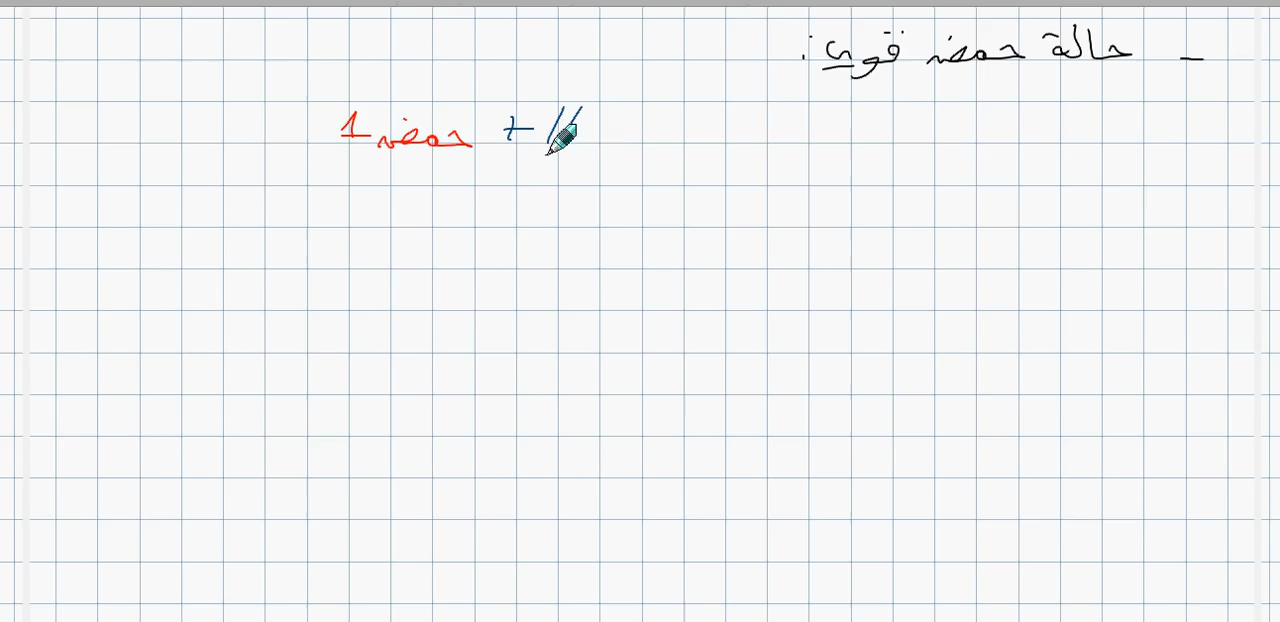 - حالة حمض قوي :
حمض 1 +